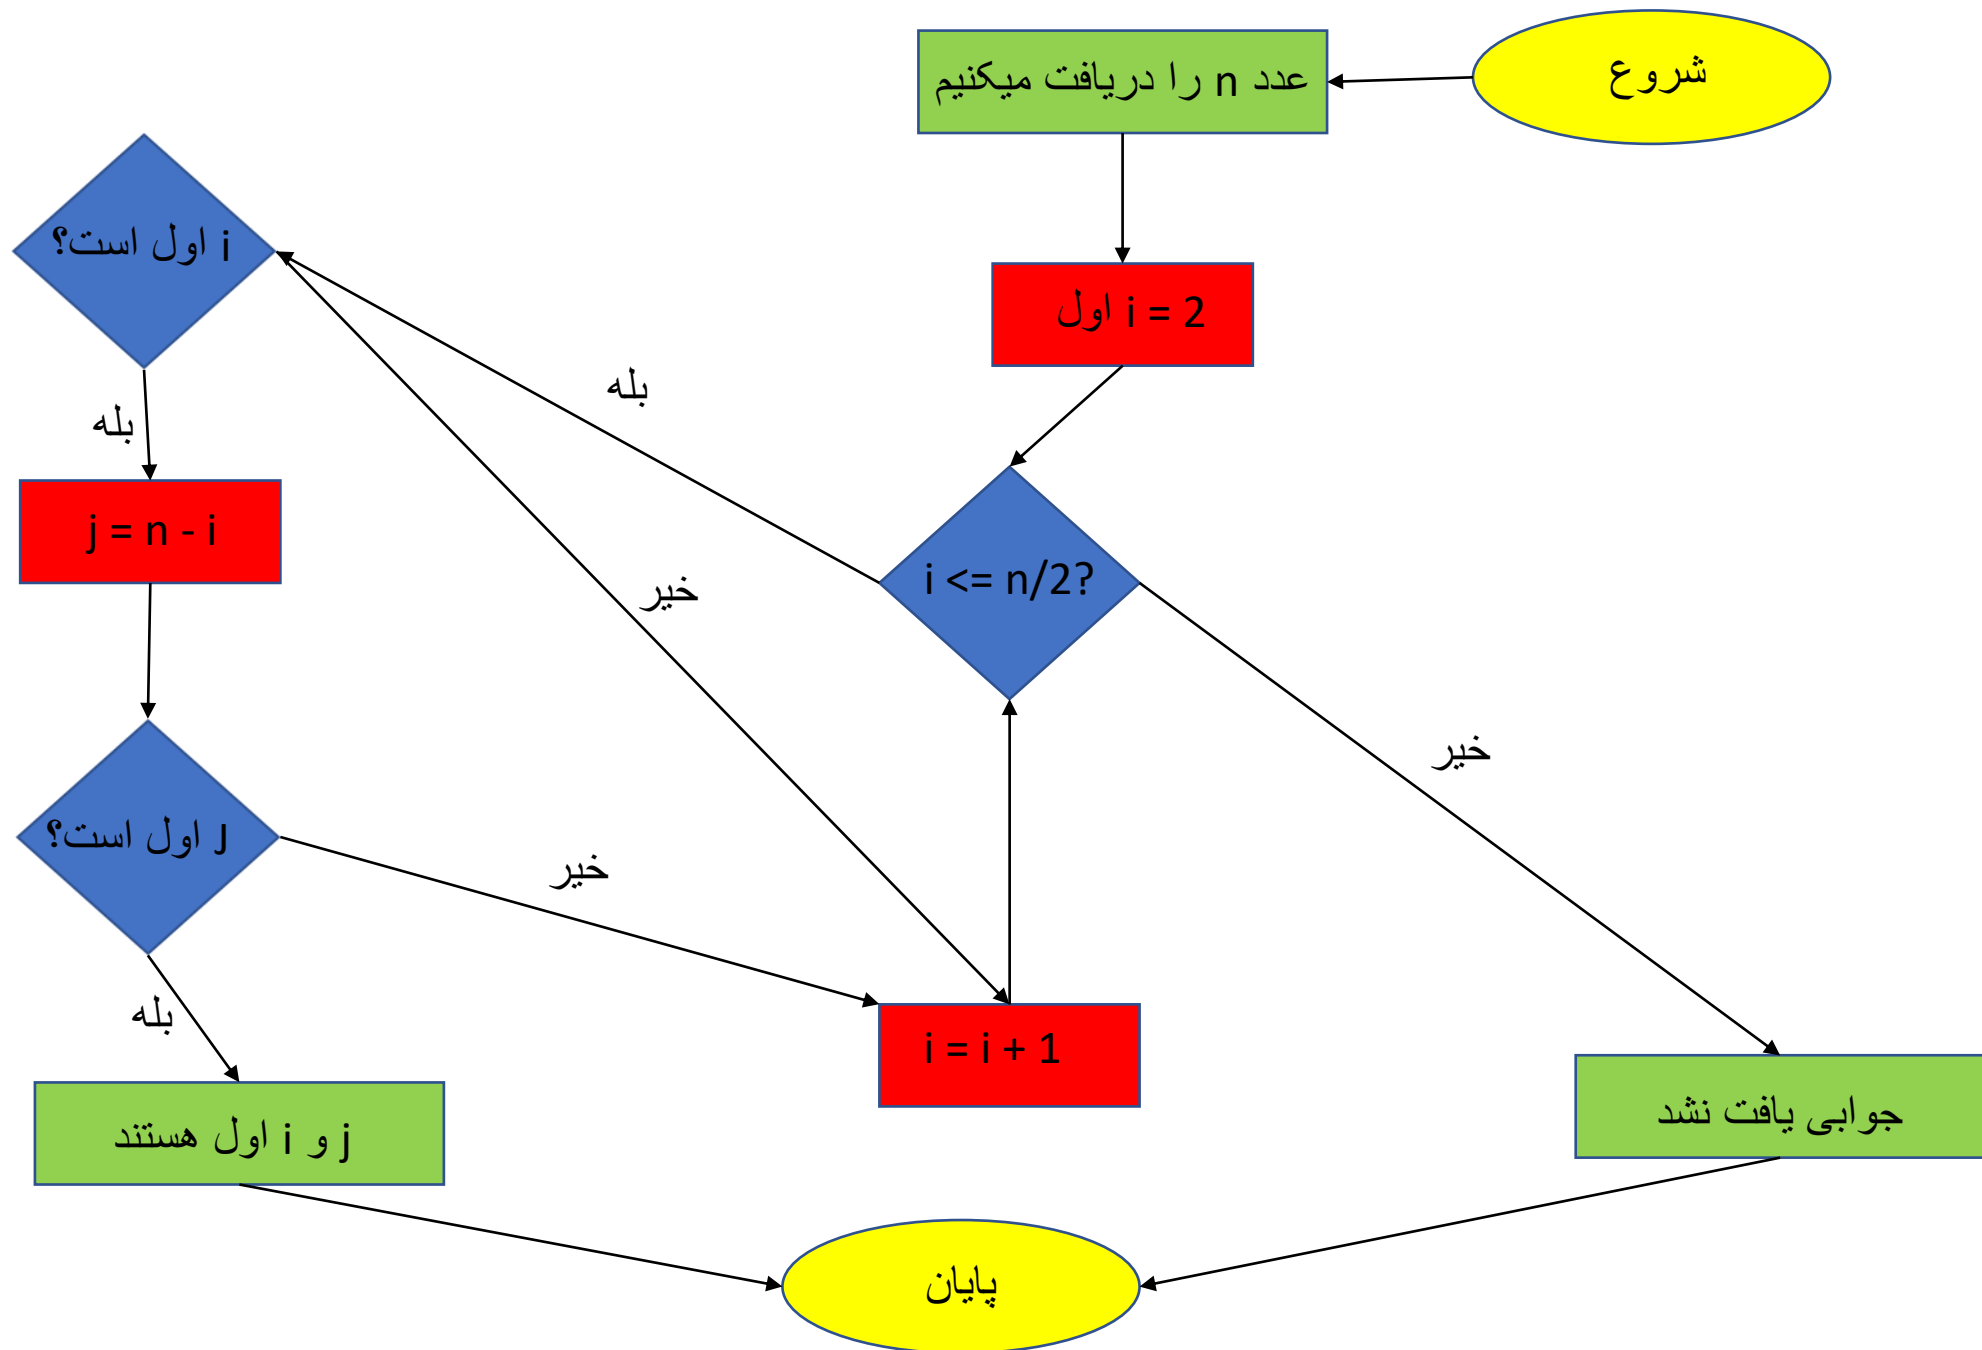 شروع
عدد n را دریافت میکنیم
i = 2 اول
i <= n/2?
بله
خیر
i اول است؟
بله
خیر
j = n - i
J اول است؟
خیر
بله
i = i + 1
j و i اول هستند
جوابی یافت نشد
پایان